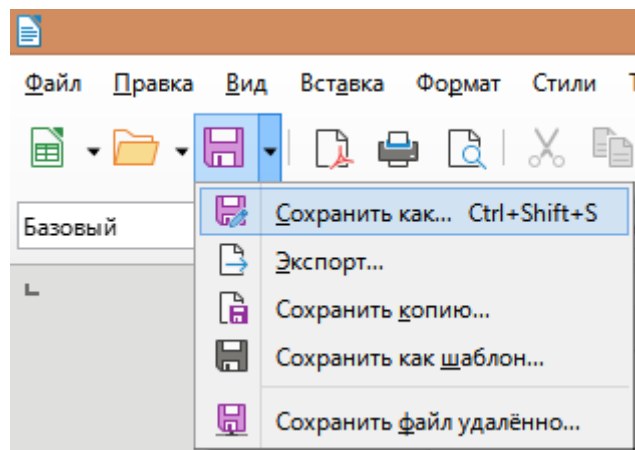 Файл Правка Вид Вставка Формат Стили
Базовый
Сохранить как... Ctrl+Shift+S
Экспорт...
Сохранить копию...
Сохранить как шаблон...
Сохранить файл удалённо...